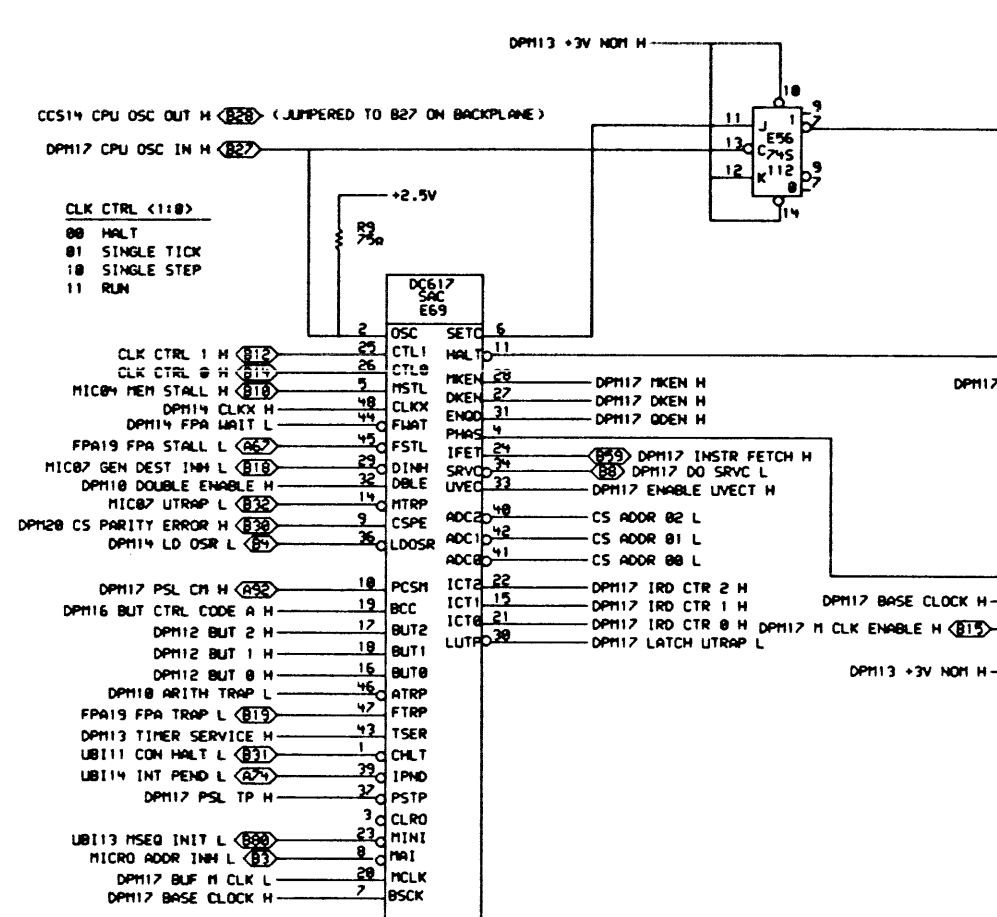 DPM13 +3V NOM H
10
CCS14 CPU OSC OUT H B28 (JUMPERED TO B27 ON BACKPLANE)
11 J 1 9 7
E56
DPM17 CPU OSC IN H B27
13 C 74S
12 K 112 0 9 7
14
+2.5V
CLK CTRL <1:0>
R9
75Ω
00 HALT
01 SINGLE TICK
10 SINGLE STEP
11 RUN
DC617
SAC
E69
2 OSC SETC 6
CLK CTRL 1 H B12 25 CTL1 HALT 11
CLK CTRL 0 H B14 26 CTL0
MKEN 28 DPM17 MKEN H
DPM17
MIC04 MEM STALL H B10 5 MSTL
DKEN 27 DPM17 DKEN H
DPM14 CLKX H 48 CLKX
ENQD 31 DPM17 QDEN H
DPM14 FPA WAIT L 44 FWAT
PHAS 4
FPA19 FPA STALL L A67 45 FSTL
IFET 24 B59 DPM17 INSTR FETCH H
MIC07 GEN DEST INH L B18 29 DINH
SRVC 34 B8 DPM17 DO SRVC L
DPM10 DOUBLE ENABLE H 32 DBLE
UVEC 33 DPM17 ENABLE UVECT H
MIC07 UTRAP L B32 14 MTRP
ADC2 40 CS ADDR 02 L
DPM20 CS PARITY ERROR H B30 9 CSPE
ADC1 42 CS ADDR 01 L
DPM14 LD OSR L B4 36 LDOSR
ADC0 41 CS ADDR 00 L
DPM17 PSL CM H A92 10 PCSM
ICT2 22 DPM17 IRD CTR 2 H
DPM16 BUT CTRL CODE A H 19 BCC
ICT1 15 DPM17 IRD CTR 1 H
DPM17 BASE CLOCK H
DPM12 BUT 2 H 17 BUT2
ICT0 21 DPM17 IRD CTR 0 H
DPM17 M CLK ENABLE H B15
DPM12 BUT 1 H 18 BUT1
LUTP 30 DPM17 LATCH UTRAP L
DPM12 BUT 0 H 16 BUT0
DPM13 +3V NOM H
DPM10 ARITH TRAP L 46 ATRP
FPA19 FPA TRAP L B19 47 FTRP
DPM13 TIMER SERVICE H 43 TSER
UBI11 CON HALT L B31 1 CHLT
UBI14 INT PEND L A74 39 IPND
DPM17 PSL TP H 37 PSTP
3 CLRO
UBI13 MSEQ INIT L B80 23 MINI
MICRO ADDR INH L B3 8 MAI
DPM17 BUF M CLK L 20 MCLK
DPM17 BASE CLOCK H 7 BSCK